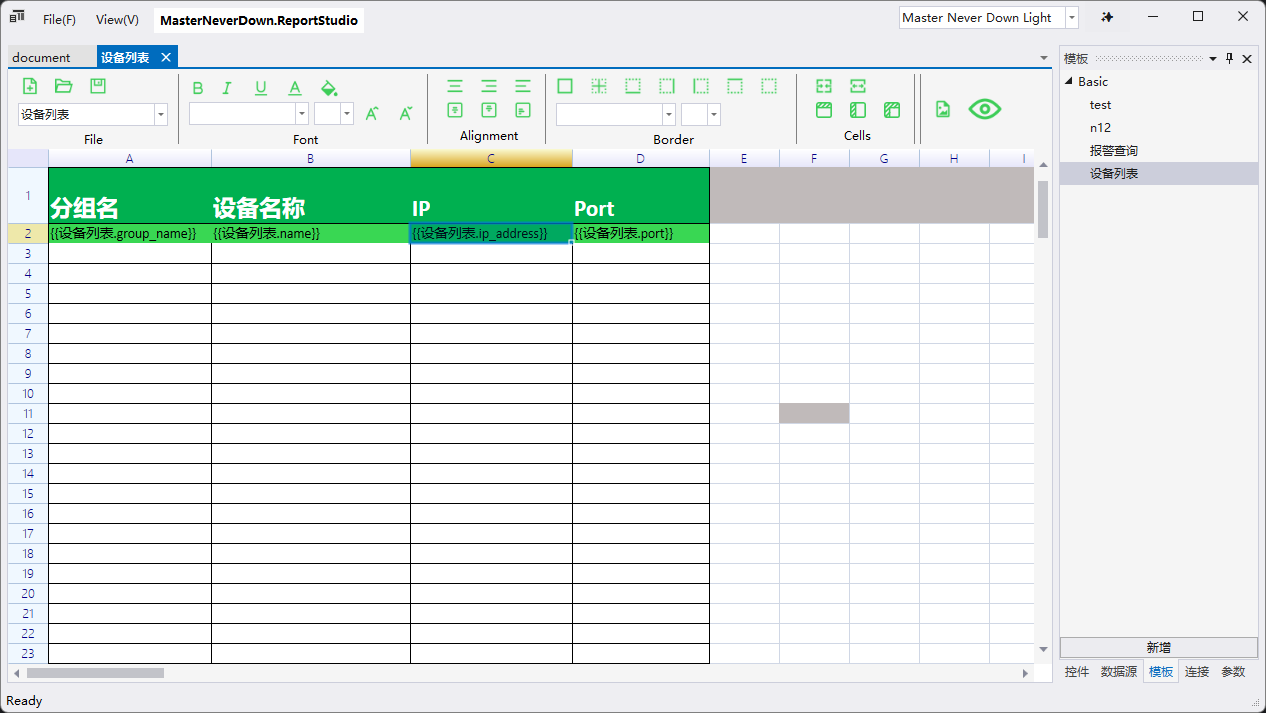 File(F) View(V) MasterNeverDown.ReportStudio Master Never Down Light
document 设备列表
模板
Basic
test
n12
报警查询
设备列表
新增
控件 数据源 模板 连接 参数
B I U A
设备列表 A A
File Font Alignment Border Cells
A B C D E F G H I
1 分组名 设备名称 IP Port
2 {{设备列表.group_name}} {{设备列表.name}} {{设备列表.ip_address}} {{设备列表.port}}
3
4
5
6
7
8
9
10
11
12
13
14
15
16
17
18
19
20
21
22
23
Ready